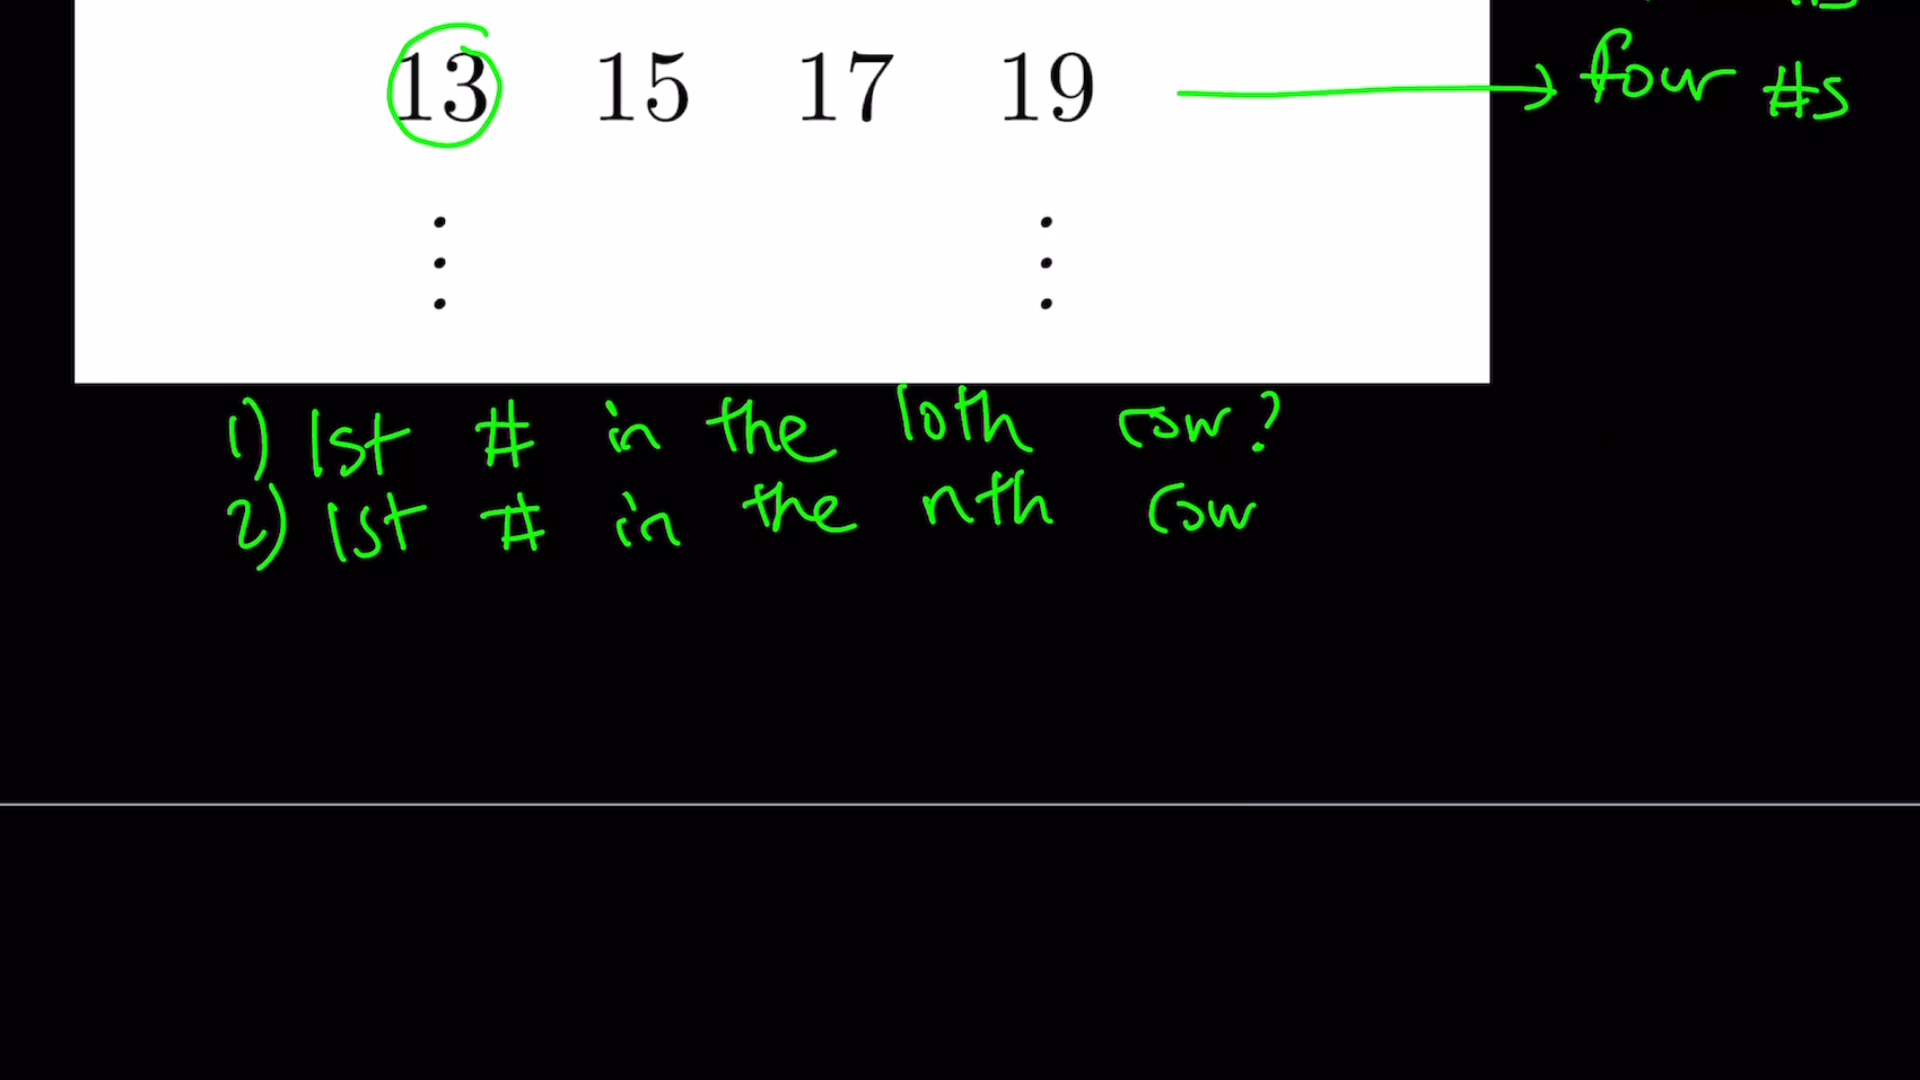 13 15 17 19 → four #s
⋮ ⋮
1) 1st # in the 10th row?
2) 1st # in the nth row